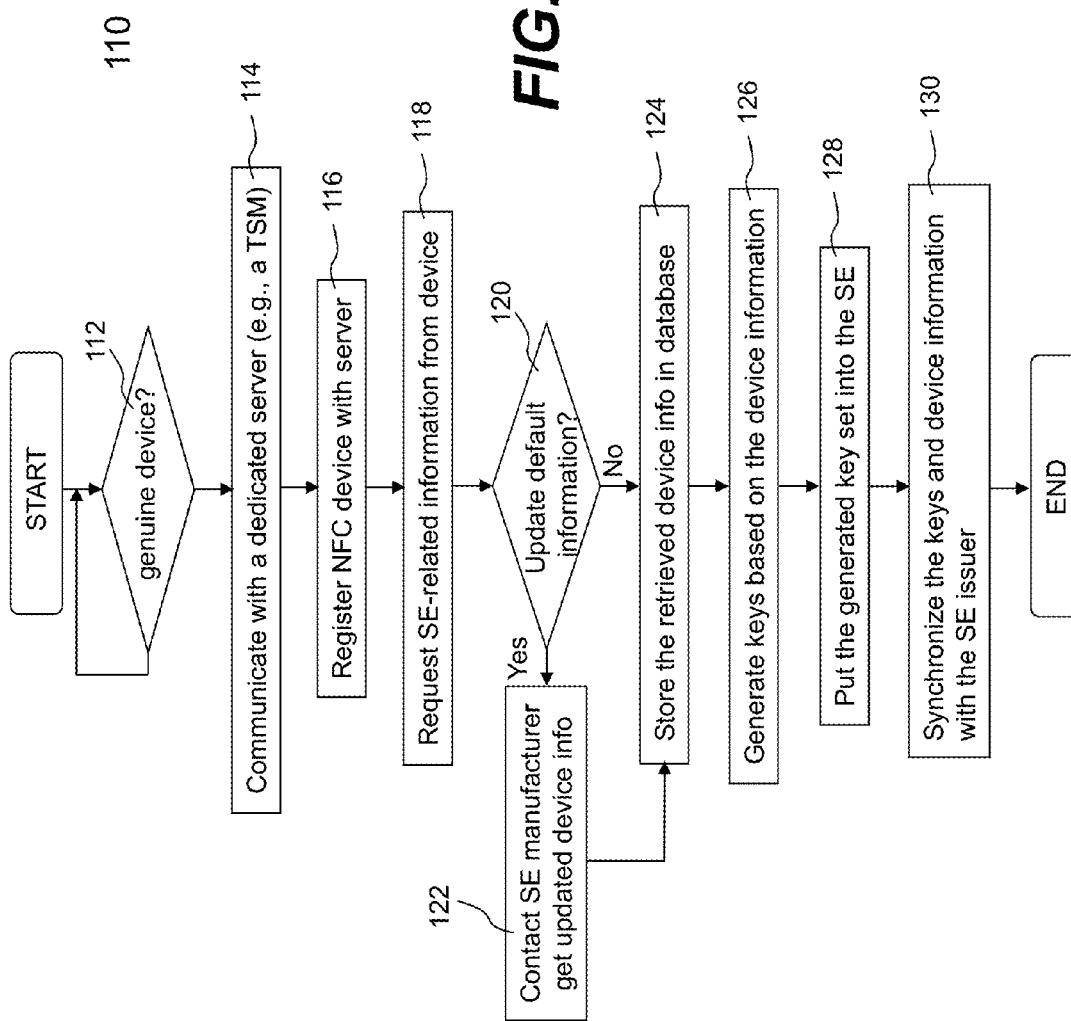 110
START
112
genuine device?
114
Communicate with a dedicated server (e.g., a TSM)
116
Register NFC device with server
118
Request SE-related information from device
120
Update default
information?
Yes
No
122
Contact SE manufacturer
get updated device info
FIG.
124
Store the retrieved device info in database
126
Generate keys based on the device information
128
Put the generated key set into the SE
130
Synchronize the keys and device information
with the SE issuer
END